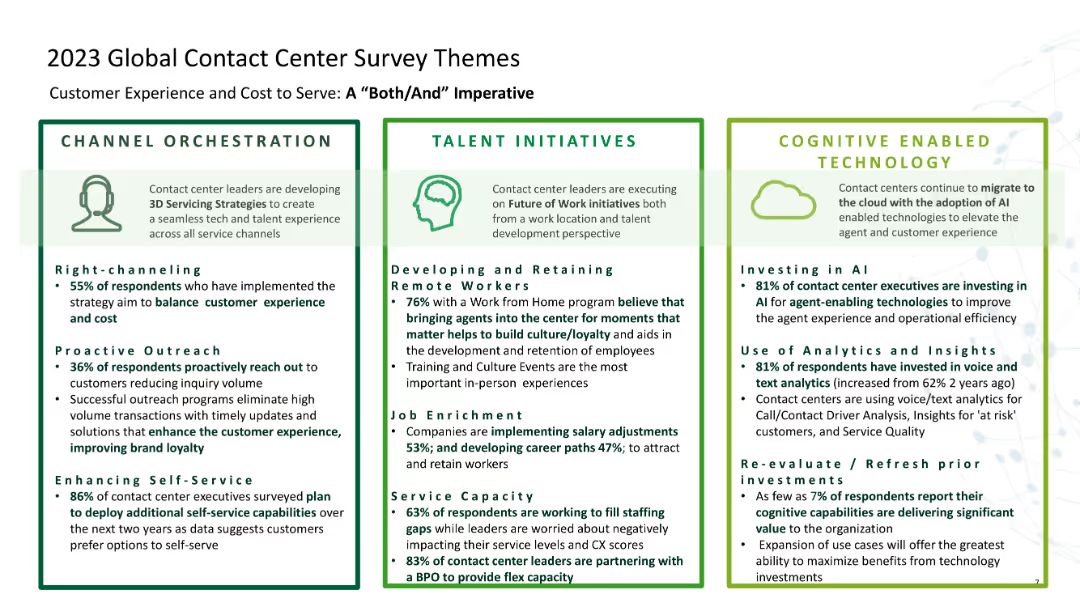 2023 Global Contact Center Survey Themes
Customer Experience and Cost to Serve: A “Both/And” Imperative
CHANNEL ORCHESTRATION
Contact center leaders are developing
3D Servicing Strategies to create
a seamless tech and talent experience
across all service channels
Right-channeling
• 55% of respondents who have implemented the
strategy aim to balance customer experience
and cost
Proactive Outreach
• 36% of respondents proactively reach out to
customers reducing inquiry volume
• Successful outreach programs eliminate high
volume transactions with timely updates and
solutions that enhance the customer experience,
improving brand loyalty
Enhancing Self-Service
• 86% of contact center executives surveyed plan
to deploy additional self-service capabilities over
the next two years as data suggests customers
prefer options to self-serve
TALENT INITIATIVES
Contact center leaders are executing
on Future of Work initiatives both
from a work location and talent
development perspective
Developing and Retaining
Remote Workers
• 76% with a Work from Home program believe that
bringing agents into the center for moments that
matter helps to build culture/loyalty and aids in
the development and retention of employees
• Training and Culture Events are the most
important in-person experiences
Job Enrichment
• Companies are implementing salary adjustments
53%; and developing career paths 47%; to attract
and retain workers
Service Capacity
• 63% of respondents are working to fill staffing
gaps while leaders are worried about negatively
impacting their service levels and CX scores
• 83% of contact center leaders are partnering with
a BPO to provide flex capacity
COGNITIVE ENABLED
TECHNOLOGY
Contact centers continue to migrate to
the cloud with the adoption of AI
enabled technologies to elevate the
agent and customer experience
Investing in AI
• 81% of contact center executives are investing in
AI for agent-enabling technologies to improve
the agent experience and operational efficiency
Use of Analytics and Insights
• 81% of respondents have invested in voice and
text analytics (increased from 62% 2 years ago)
• Contact centers are using voice/text analytics for
Call/Contact Driver Analysis, Insights for 'at risk'
customers, and Service Quality
Re-evaluate / Refresh prior
investments
• As few as 7% of respondents report their
cognitive capabilities are delivering significant
value to the organization
• Expansion of use cases will offer the greatest
ability to maximize benefits from technology
investments
7